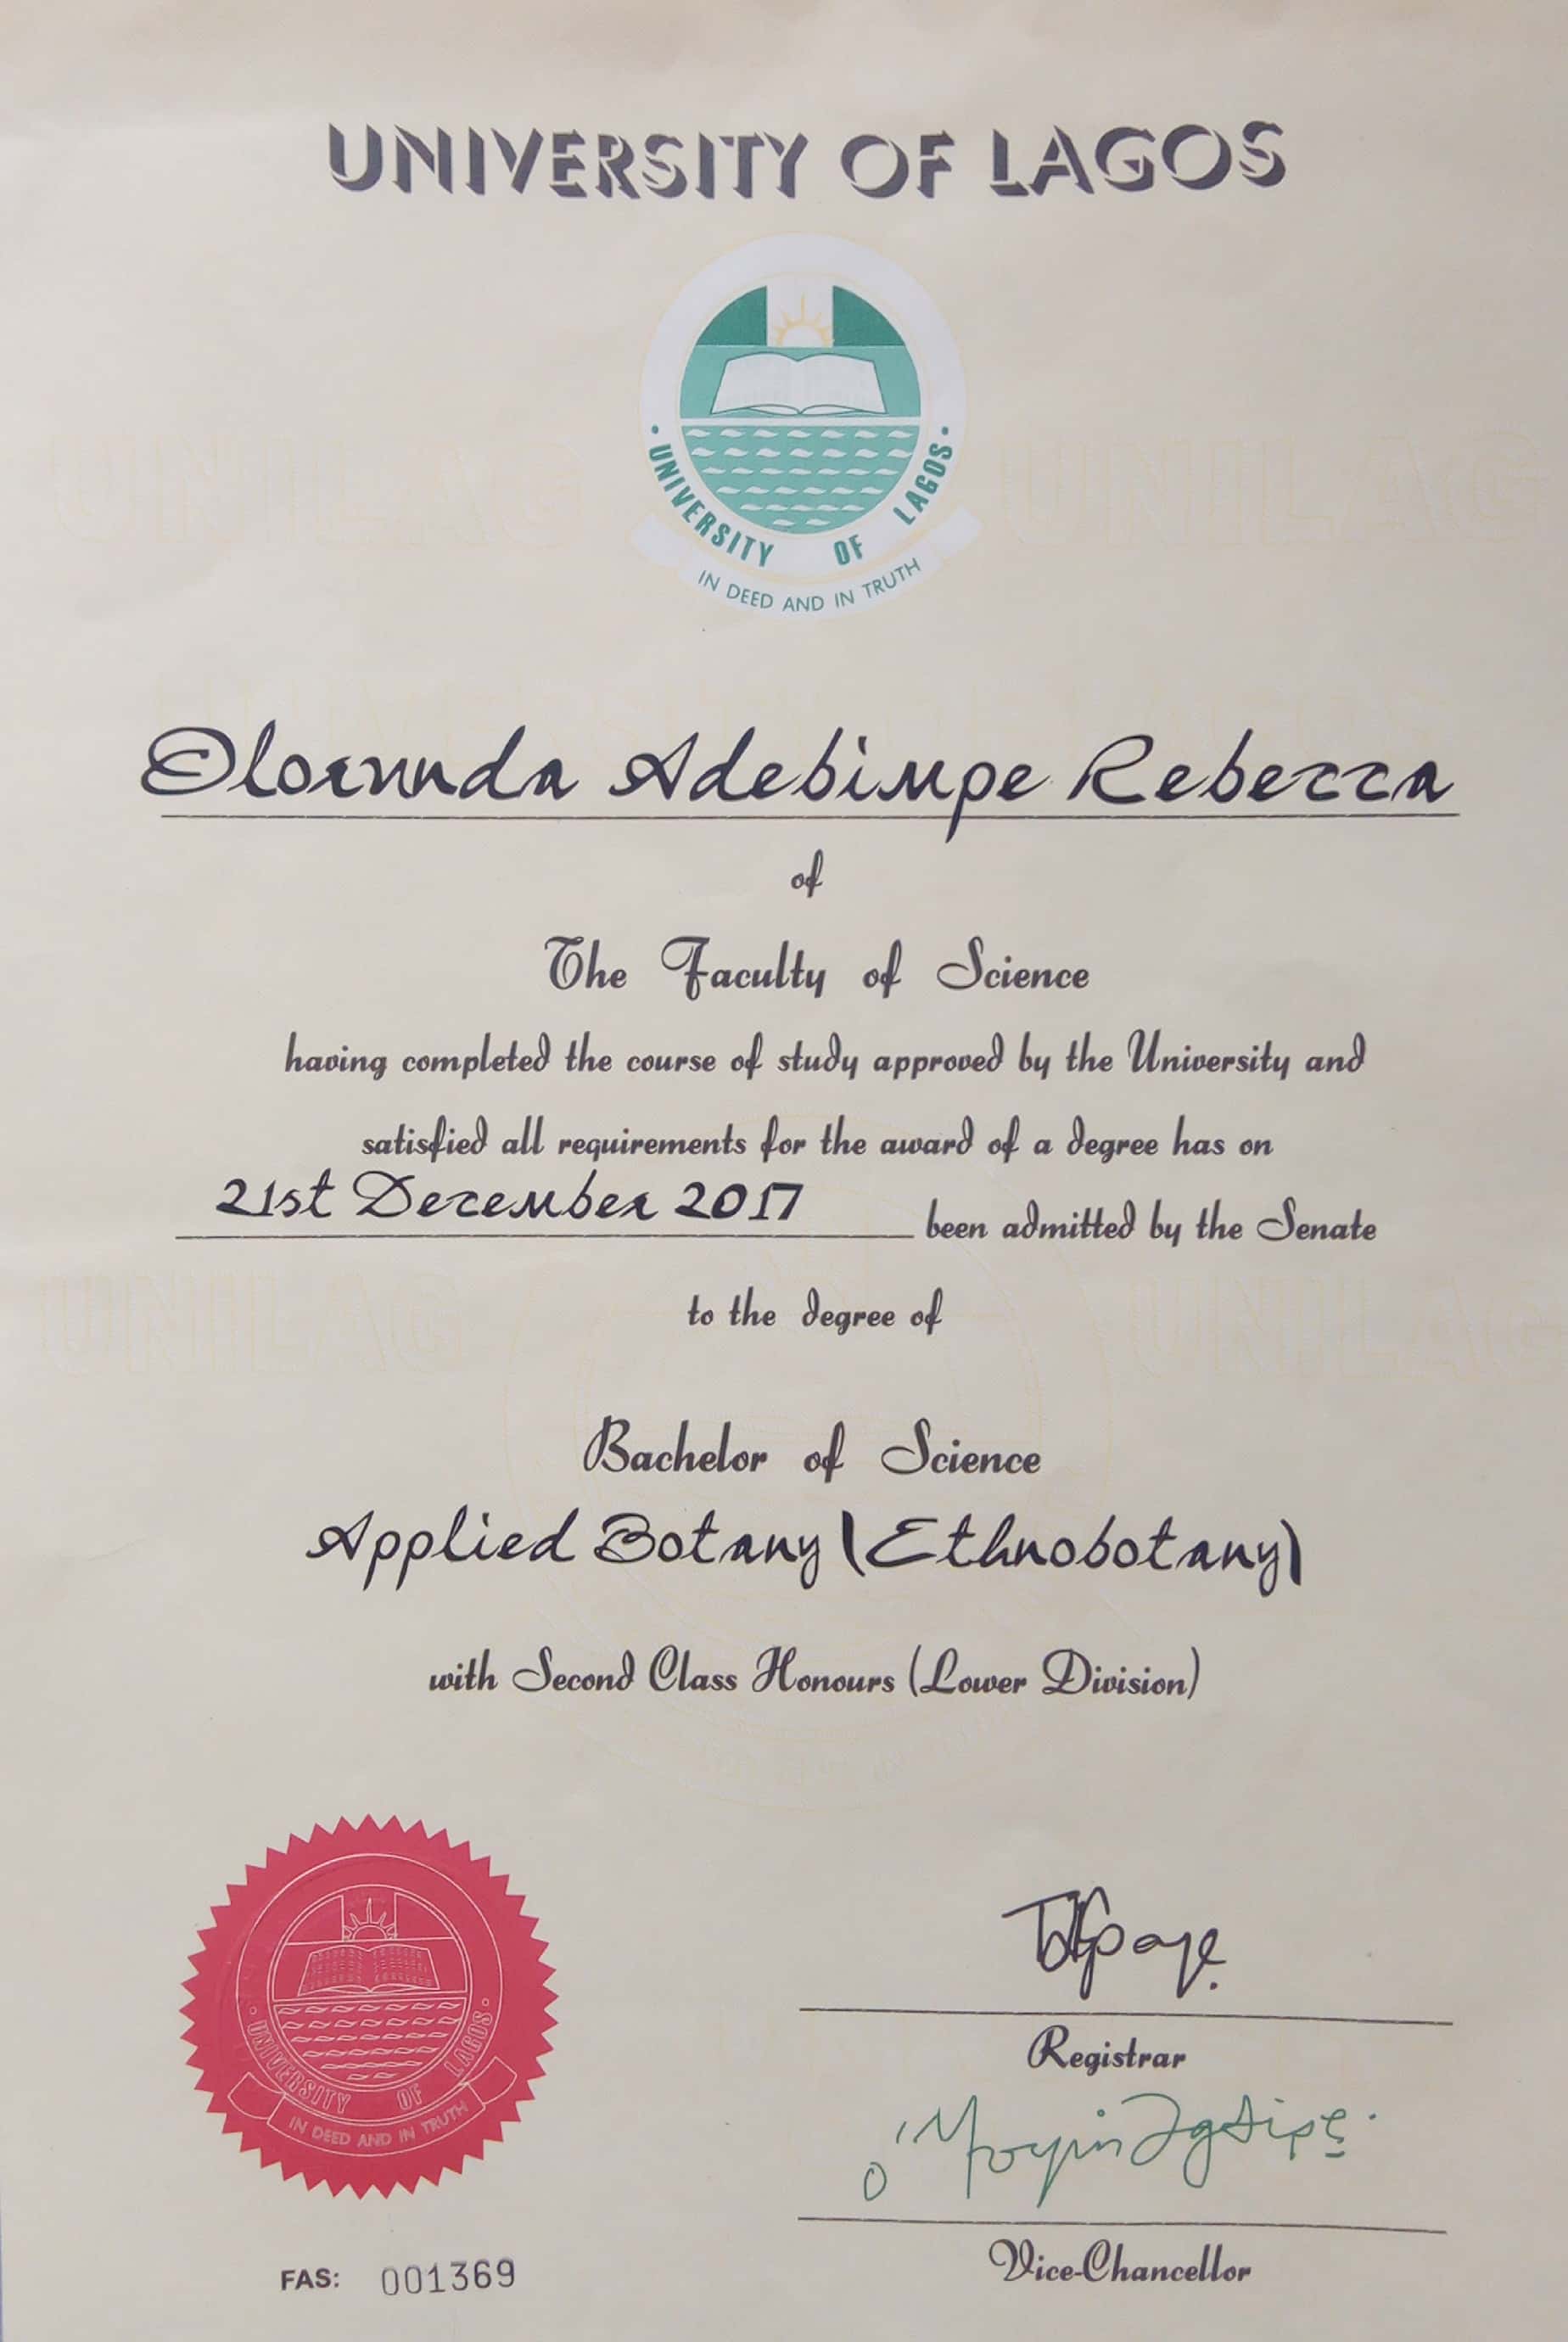 UNIVERSITY OF LAGOS
UNIVERSITY OF LAGOS
IN DEED AND IN TRUTH
UNILAG UNILAG
Olorunda Adebimpe Rebecca
of
The Faculty of Science
having completed the course of study approved by the University and
satisfied all requirements for the award of a degree has on
21st December 2017 been admitted by the Senate
to the degree of
UNILAG UNILAG
Bachelor of Science
Applied Botany (Ethnobotany)
with Second Class Honours (Lower Division)
UNIVERSITY OF LAGOS
IN DEED AND IN TRUTH
Registrar
Vice-Chancellor
FAS: 001369